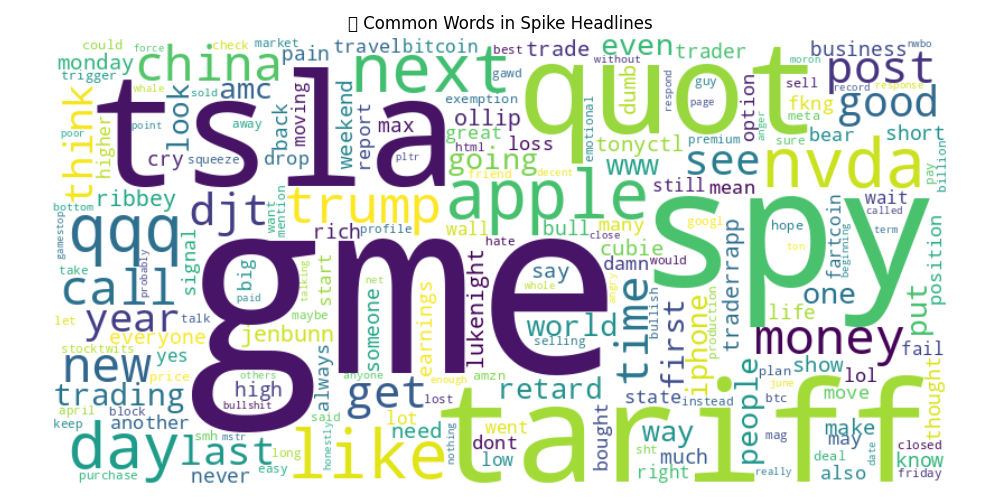 ▯ Common Words in Spike Headlines
could force check market pain travelbitcoin best trade even trader business nwbo
monday china next without quot moron post
trigger whale sold amc gawd dumb respond guy option sell record response
think look tsla moving weekend report max exemption ollip emotional page fkng meta good
poor point away back great loss tonyctl premium anger sure bear short
higher cry squeeze drop pltr html going www see nvda pay billion
bottom ribbey djt want mention trump friend decent apple still mean wait
gamestop qqq rich profile wall bull many googl hope called term
take signal big gme hate close cubie damn would spy fartcoin beginning position
call probably paid talking start net say whole angry time bullish ton one
let year talk maybe someone earnings lukenight world first production traderrapp life put
everyone jenbunn selling iphone money fail
stocktwits yes price always others anyone enough amzn state plan show lol
new high get lost retard instead people june btc move thought
trading bullshit tariff
april block said lot went bought way mag make
keep another smh mstr honestly need dont sht much deal may closed
day last long like nothing low right really also date know
purchase never easy friday